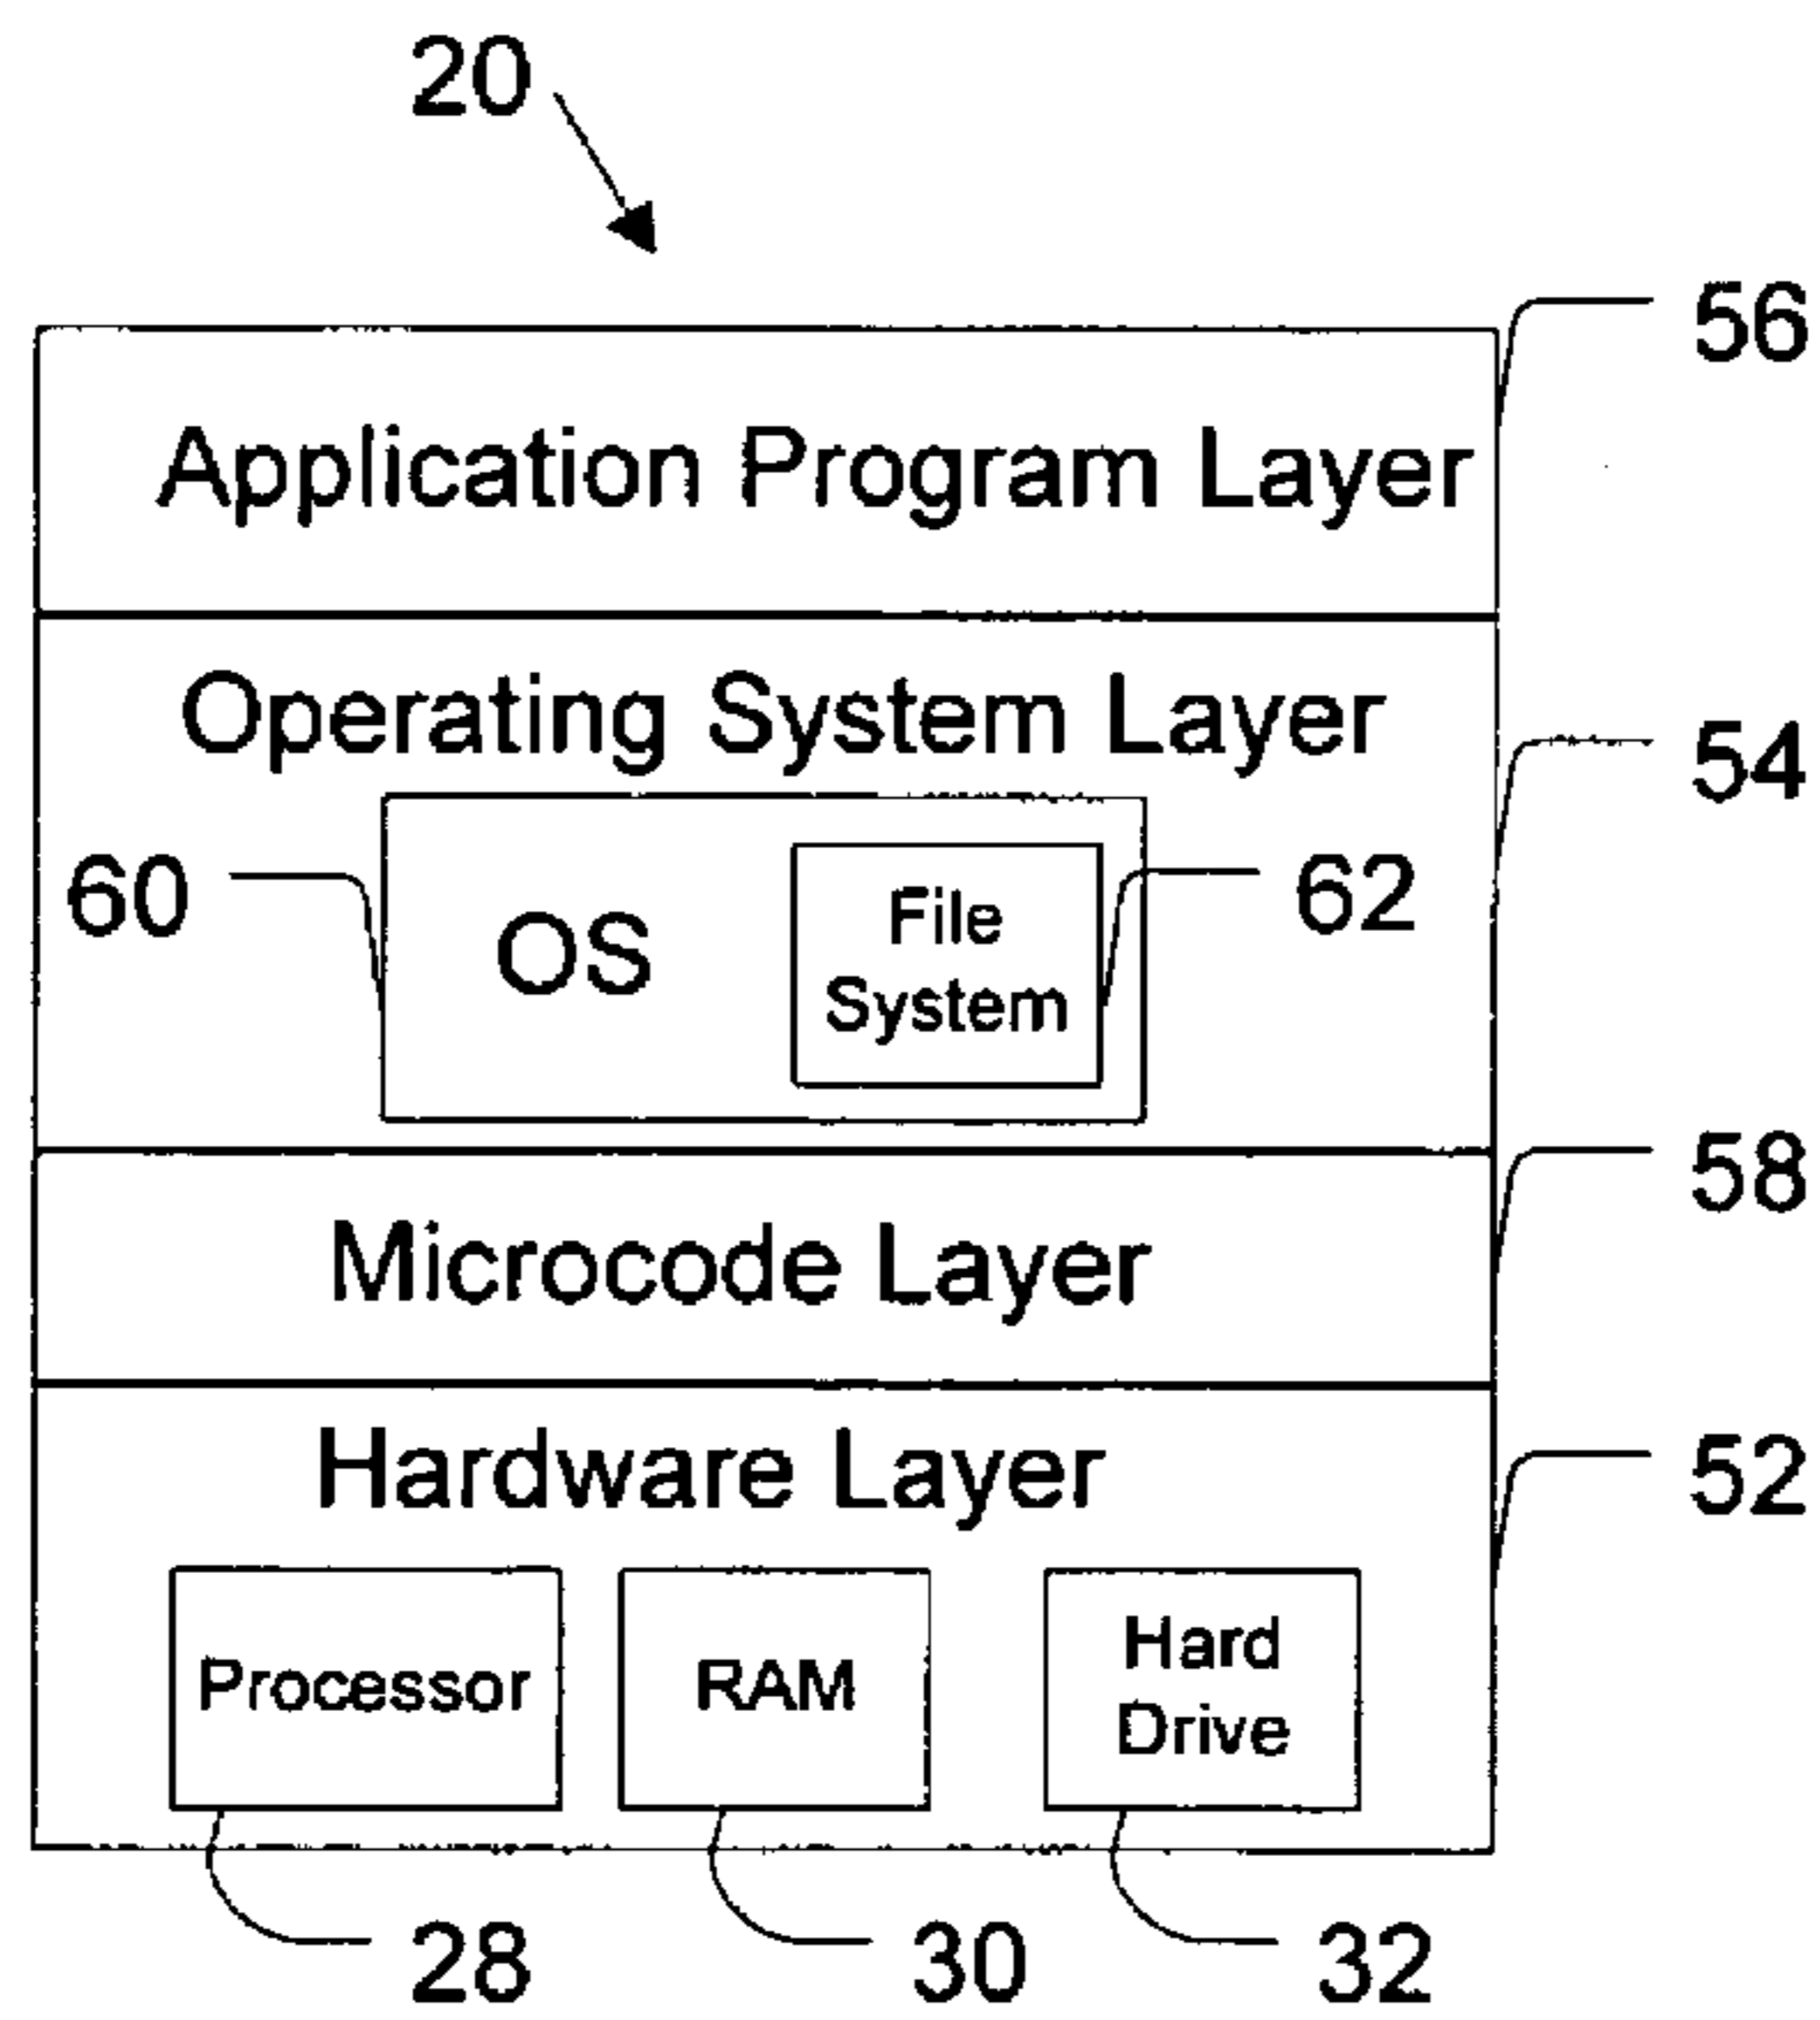 20
56
Application Program Layer
Operating System Layer
54
60
OS
File
System
62
58
Microcode Layer
Hardware Layer
52
Processor
RAM
Hard
Drive
28
30
32